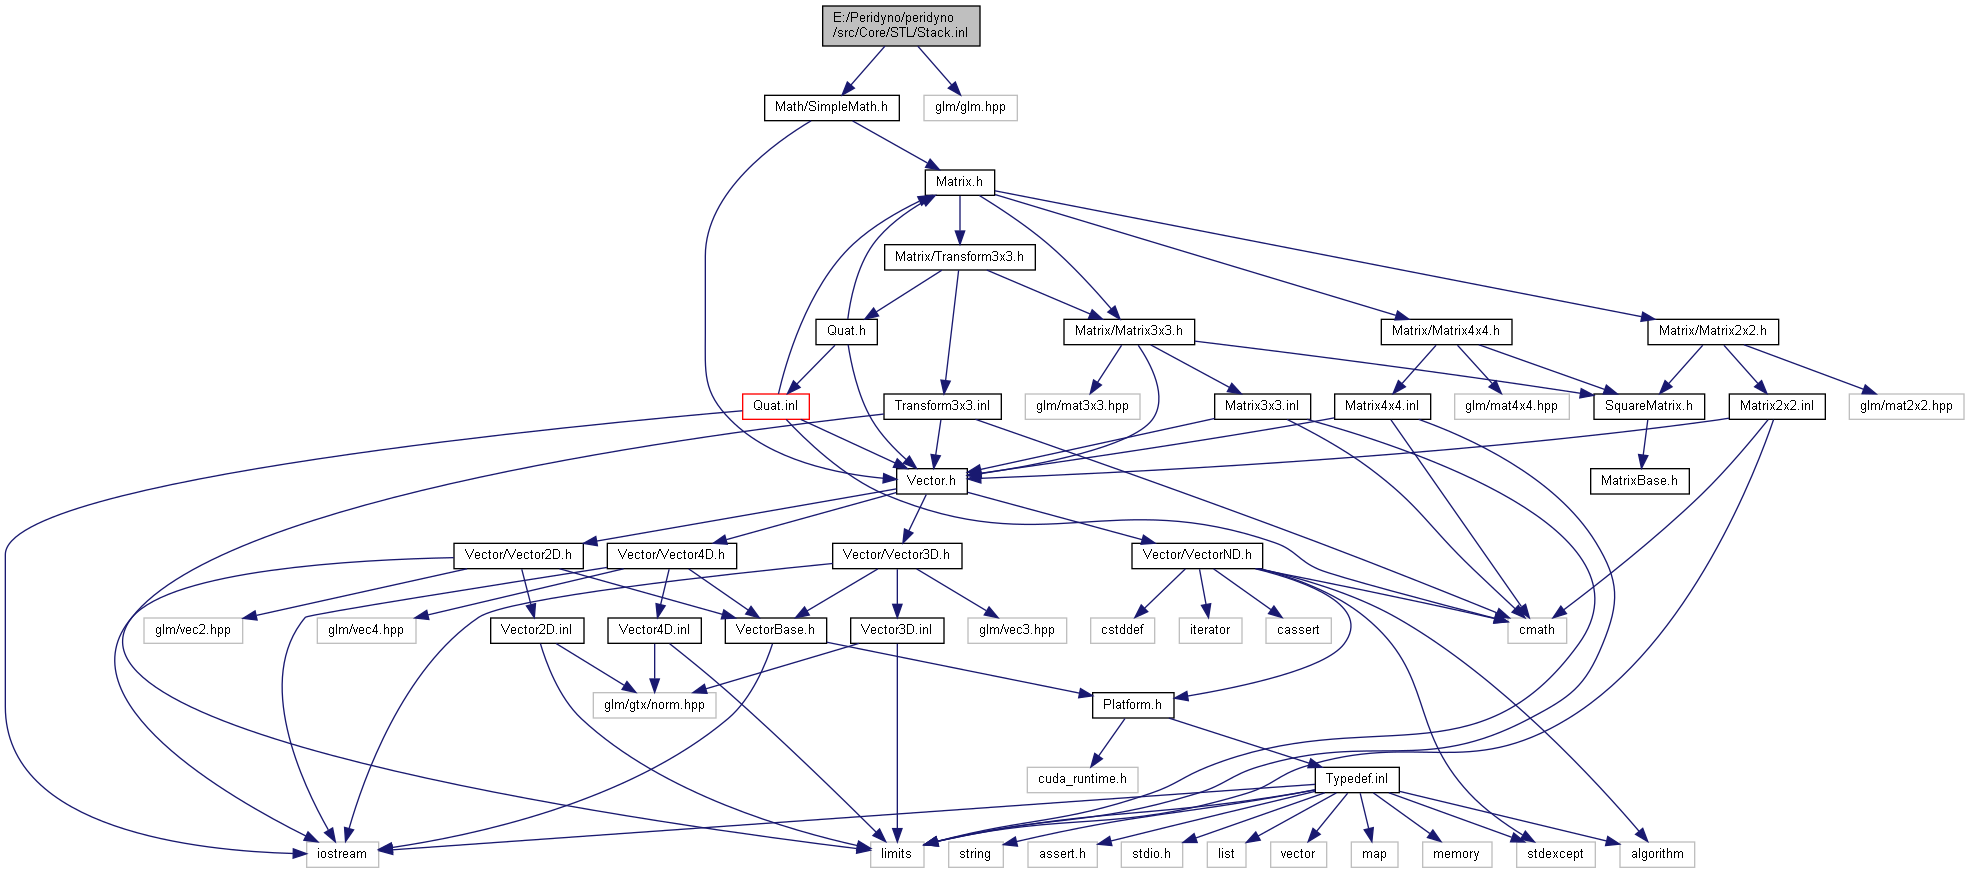 E:/Peridyno/peridyno
/src/Core/STL/Stack.inl
Math/SimpleMath.h
glm/glm.hpp
Matrix.h
Matrix/Transform3x3.h
Quat.h
Matrix/Matrix3x3.h
Matrix/Matrix4x4.h
Matrix/Matrix2x2.h
Quat.inl
Transform3x3.inl
glm/mat3x3.hpp
Matrix3x3.inl
Matrix4x4.inl
glm/mat4x4.hpp
SquareMatrix.h
Matrix2x2.inl
glm/mat2x2.hpp
Vector.h
MatrixBase.h
Vector/Vector2D.h
Vector/Vector4D.h
Vector/Vector3D.h
Vector/VectorND.h
glm/vec2.hpp
glm/vec4.hpp
Vector2D.inl
Vector4D.inl
VectorBase.h
Vector3D.inl
glm/vec3.hpp
cstddef
iterator
cassert
cmath
glm/gtx/norm.hpp
Platform.h
cuda_runtime.h
Typedef.inl
iostream
limits
string
assert.h
stdio.h
list
vector
map
memory
stdexcept
algorithm